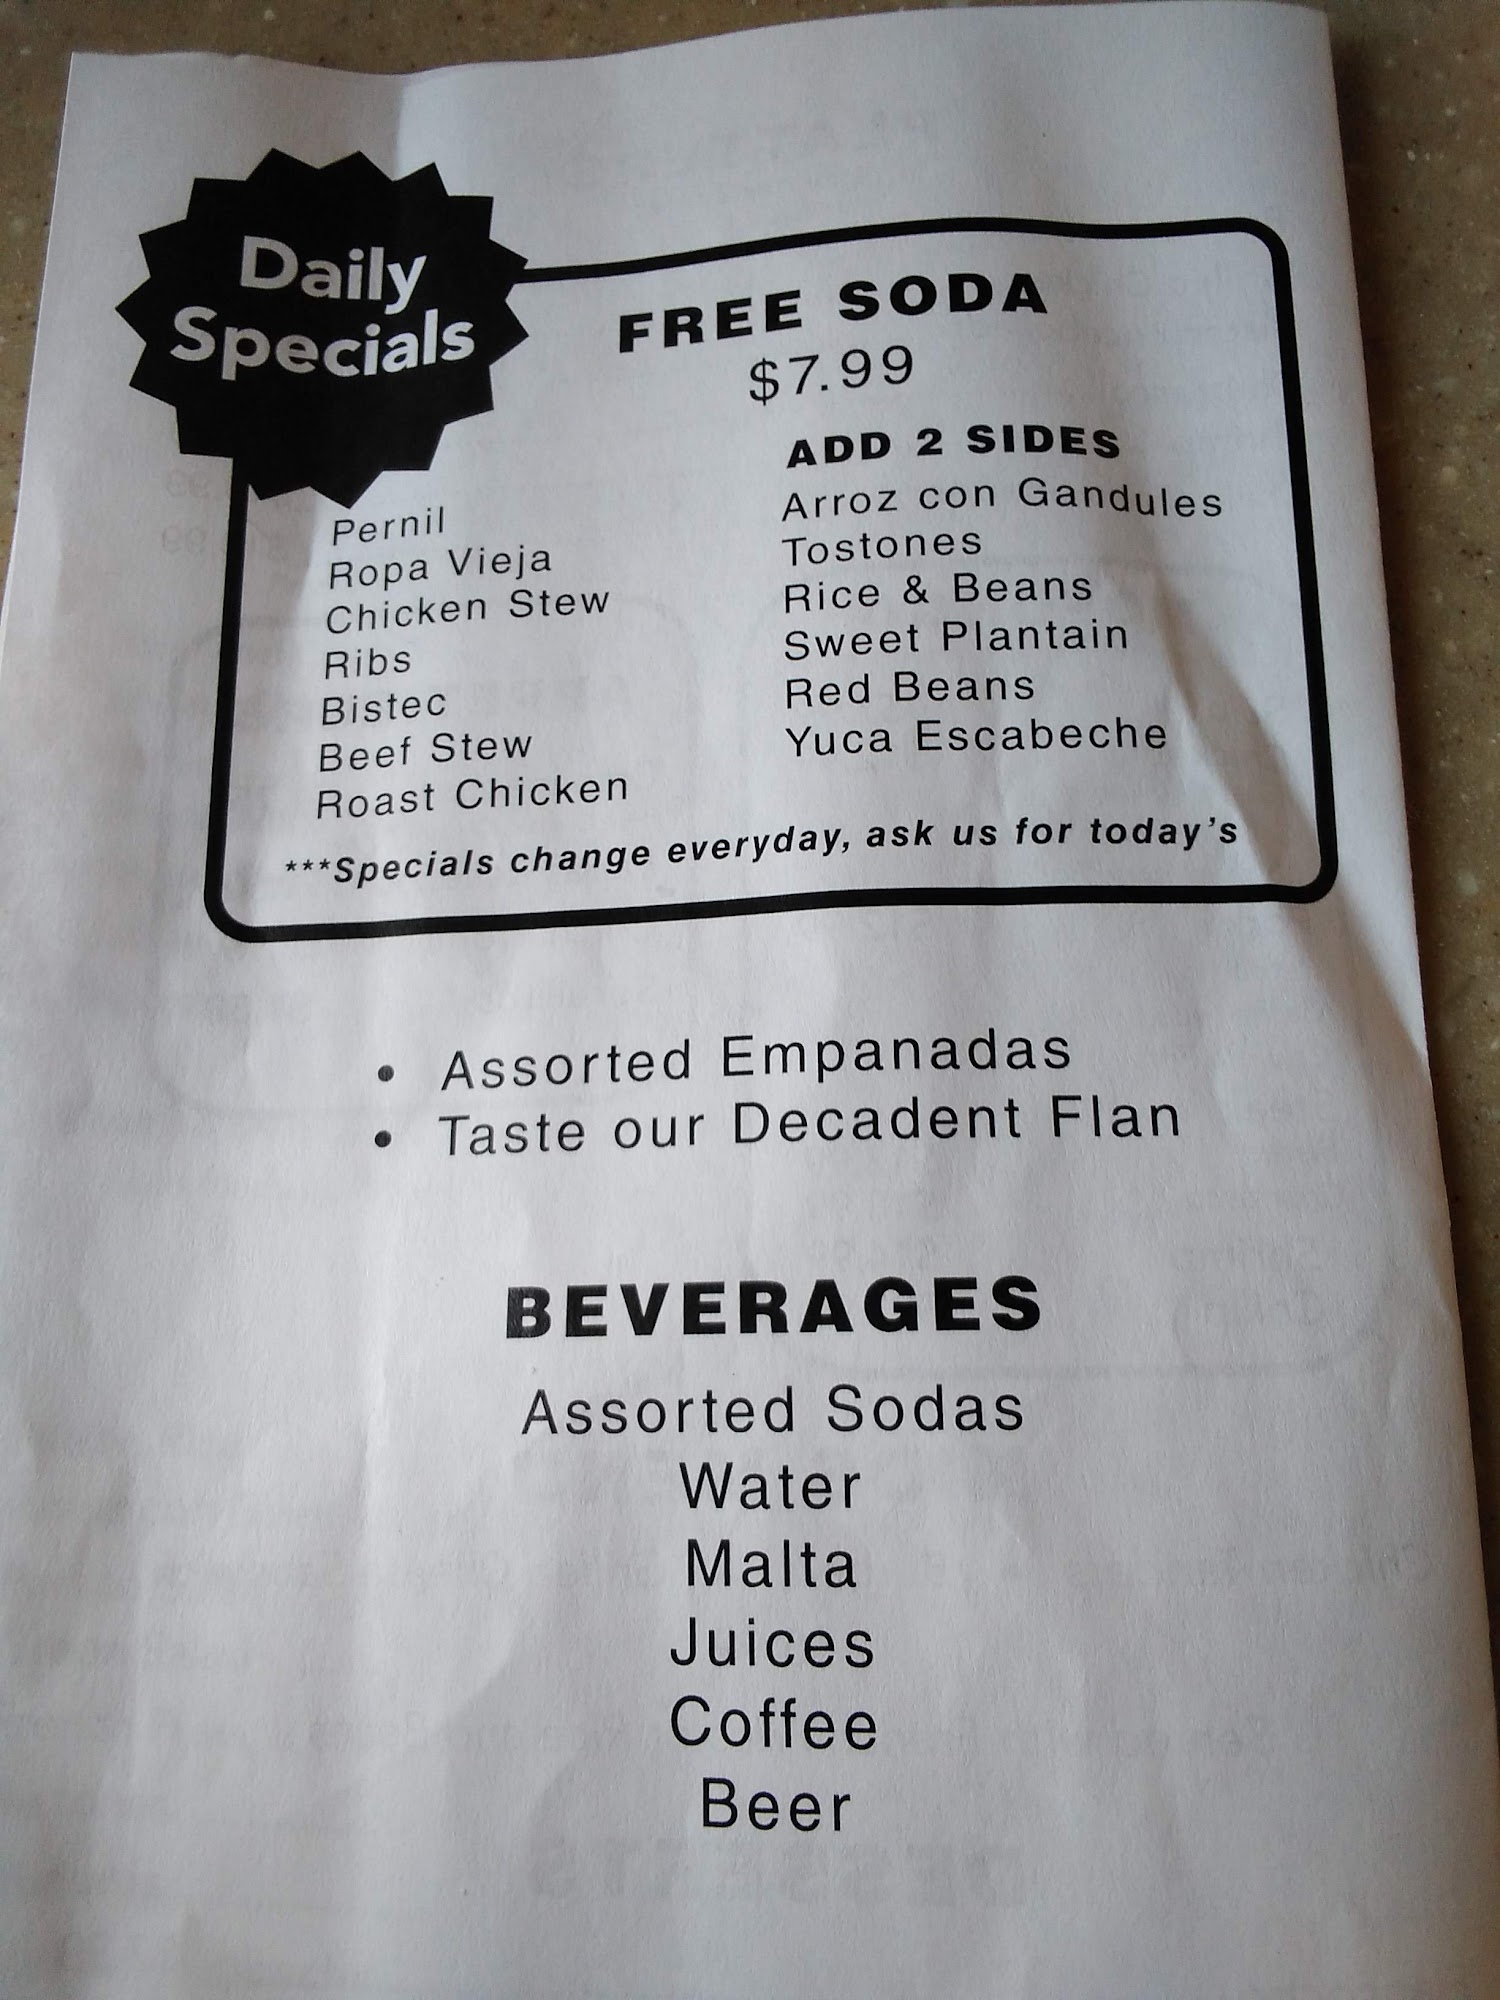 Daily
Specials
FREE SODA
$7.99
Pernil
Ropa Vieja
Chicken Stew
Ribs
Bistec
Beef Stew
Roast Chicken
ADD 2 SIDES
Arroz con Gandules
Tostones
Rice & Beans
Sweet Plantain
Red Beans
Yuca Escabeche
***Specials change everyday, ask us for today's
• Assorted Empanadas
• Taste our Decadent Flan
BEVERAGES
Assorted Sodas
Water
Malta
Juices
Coffee
Beer